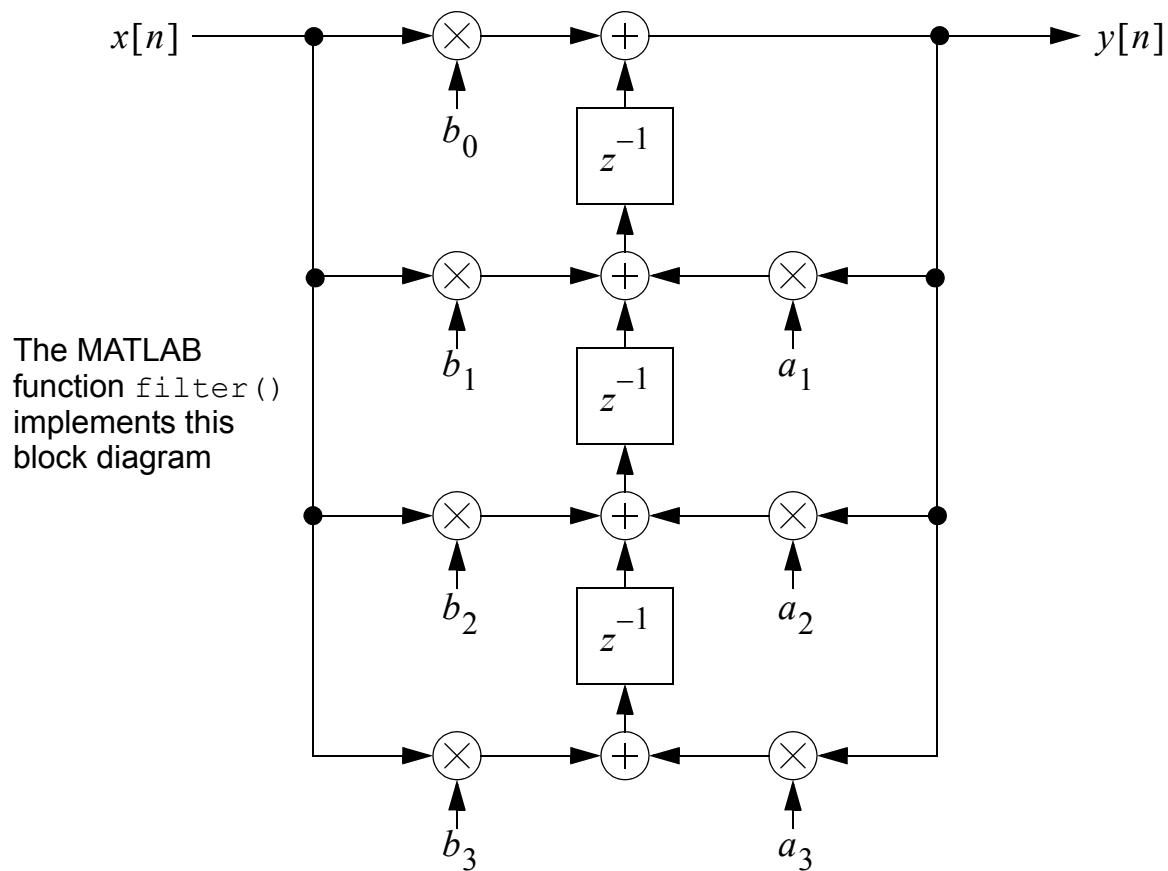 x[n]
y[n]
b₀
z⁻¹
b₁
a₁
The MATLAB
function filter()
implements this
block diagram
z⁻¹
b₂
a₂
z⁻¹
b₃
a₃